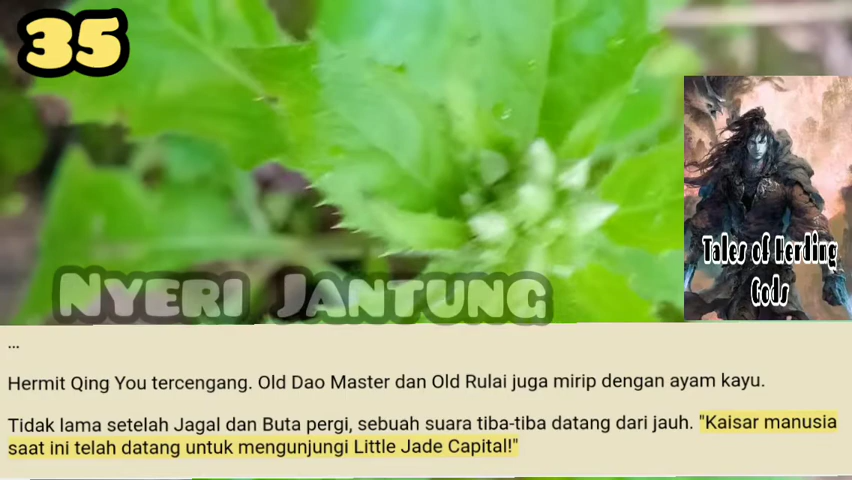 35
Tales of Herding
Gods
Nyeri Jantung
...
Hermit Qing You tercengang. Old Dao Master dan Old Rulai juga mirip dengan ayam kayu.
Tidak lama setelah Jagal dan Buta pergi, sebuah suara tiba-tiba datang dari jauh. "Kaisar manusia
saat ini telah datang untuk mengunjungi Little Jade Capital!"